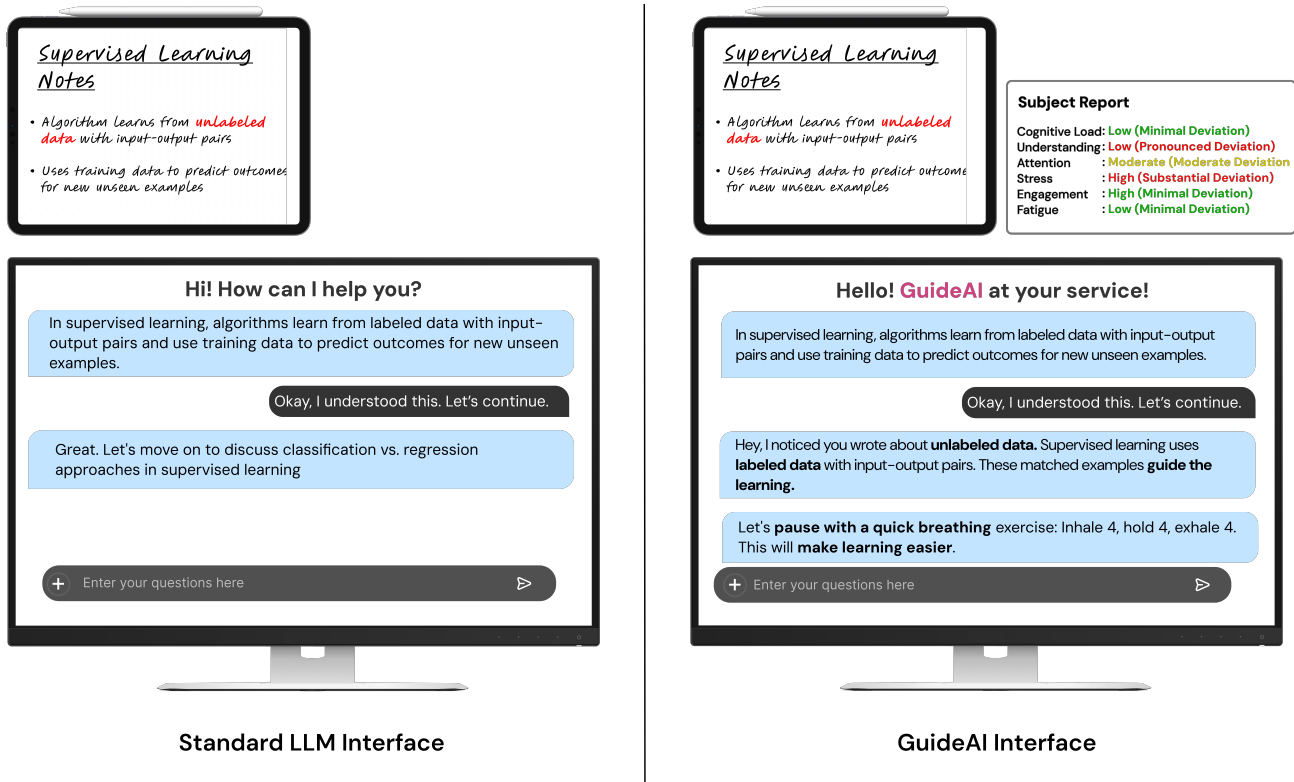 Supervised Learning
Notes
• Algorithm learns from unlabeled
data with input-output pairs
• Uses training data to predict outcomes
for new unseen examples
Hi! How can I help you?
In supervised learning, algorithms learn from labeled data with input-
output pairs and use training data to predict outcomes for new unseen
examples.
Okay, I understood this. Let's continue.
Great. Let's move on to discuss classification vs. regression
approaches in supervised learning
Enter your questions here
Standard LLM Interface
Supervised Learning
Notes
• Algorithm learns from unlabeled
data with input-output pairs
• Uses training data to predict outcome
for new unseen examples
Subject Report
Cognitive Load: Low (Minimal Deviation)
Understanding: Low (Pronounced Deviation)
Attention : Moderate (Moderate Deviation
Stress : High (Substantial Deviation)
Engagement : High (Minimal Deviation)
Fatigue : Low (Minimal Deviation)
Hello! GuideAI at your service!
In supervised learning, algorithms learn from labeled data with input-output
pairs and use training data to predict outcomes for new unseen examples.
Okay, I understood this. Let's continue.
Hey, I noticed you wrote about unlabeled data. Supervised learning uses
labeled data with input-output pairs. These matched examples guide the
learning.
Let's pause with a quick breathing exercise: Inhale 4, hold 4, exhale 4.
This will make learning easier.
Enter your questions here
GuideAI Interface